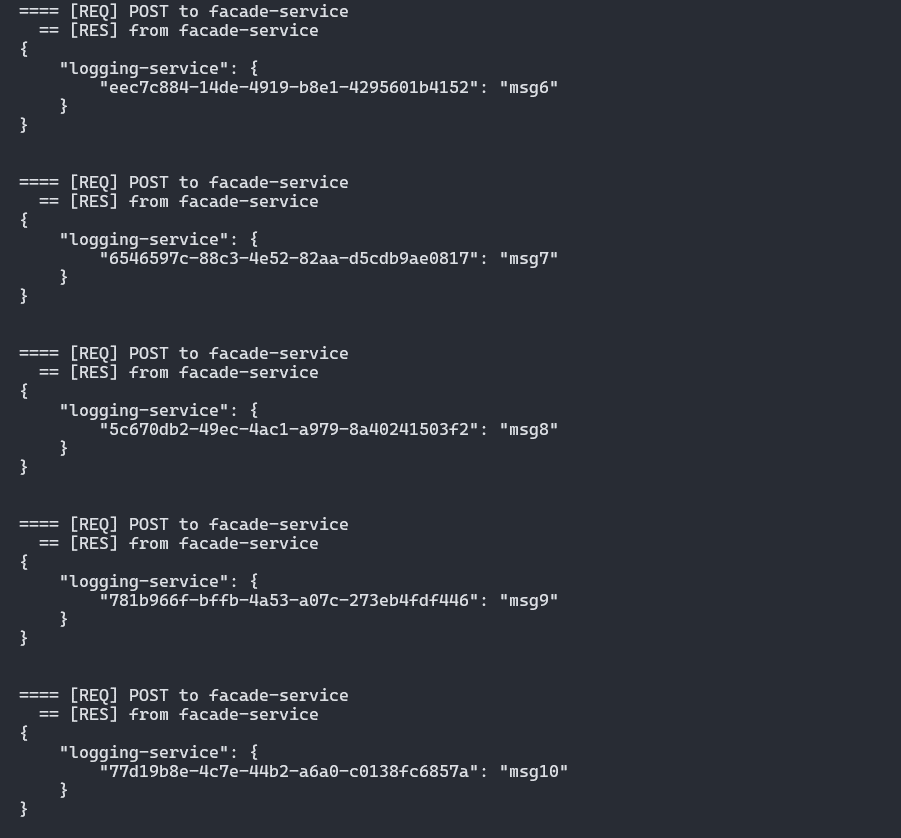 ==== [REQ] POST to facade-service
  == [RES] from facade-service
{
    "logging-service": {
        "eec7c884-14de-4919-b8e1-4295601b4152": "msg6"
    }
}

==== [REQ] POST to facade-service
  == [RES] from facade-service
{
    "logging-service": {
        "6546597c-88c3-4e52-82aa-d5cdb9ae0817": "msg7"
    }
}

==== [REQ] POST to facade-service
  == [RES] from facade-service
{
    "logging-service": {
        "5c670db2-49ec-4ac1-a979-8a40241503f2": "msg8"
    }
}

==== [REQ] POST to facade-service
  == [RES] from facade-service
{
    "logging-service": {
        "781b966f-bffb-4a53-a07c-273eb4fdf446": "msg9"
    }
}

==== [REQ] POST to facade-service
  == [RES] from facade-service
{
    "logging-service": {
        "77d19b8e-4c7e-44b2-a6a0-c0138fc6857a": "msg10"
    }
}